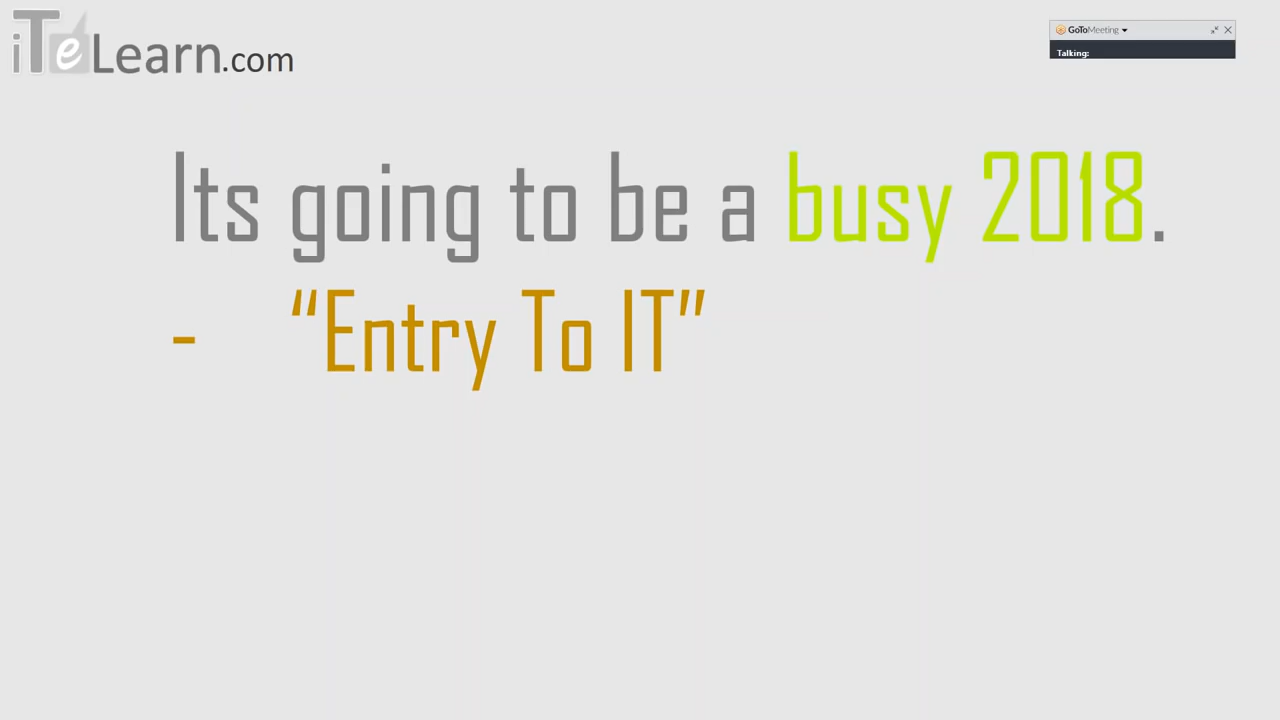 iTeLearn.com
GoToMeeting
Talking:
Its going to be a busy 2018.
- “Entry To IT”